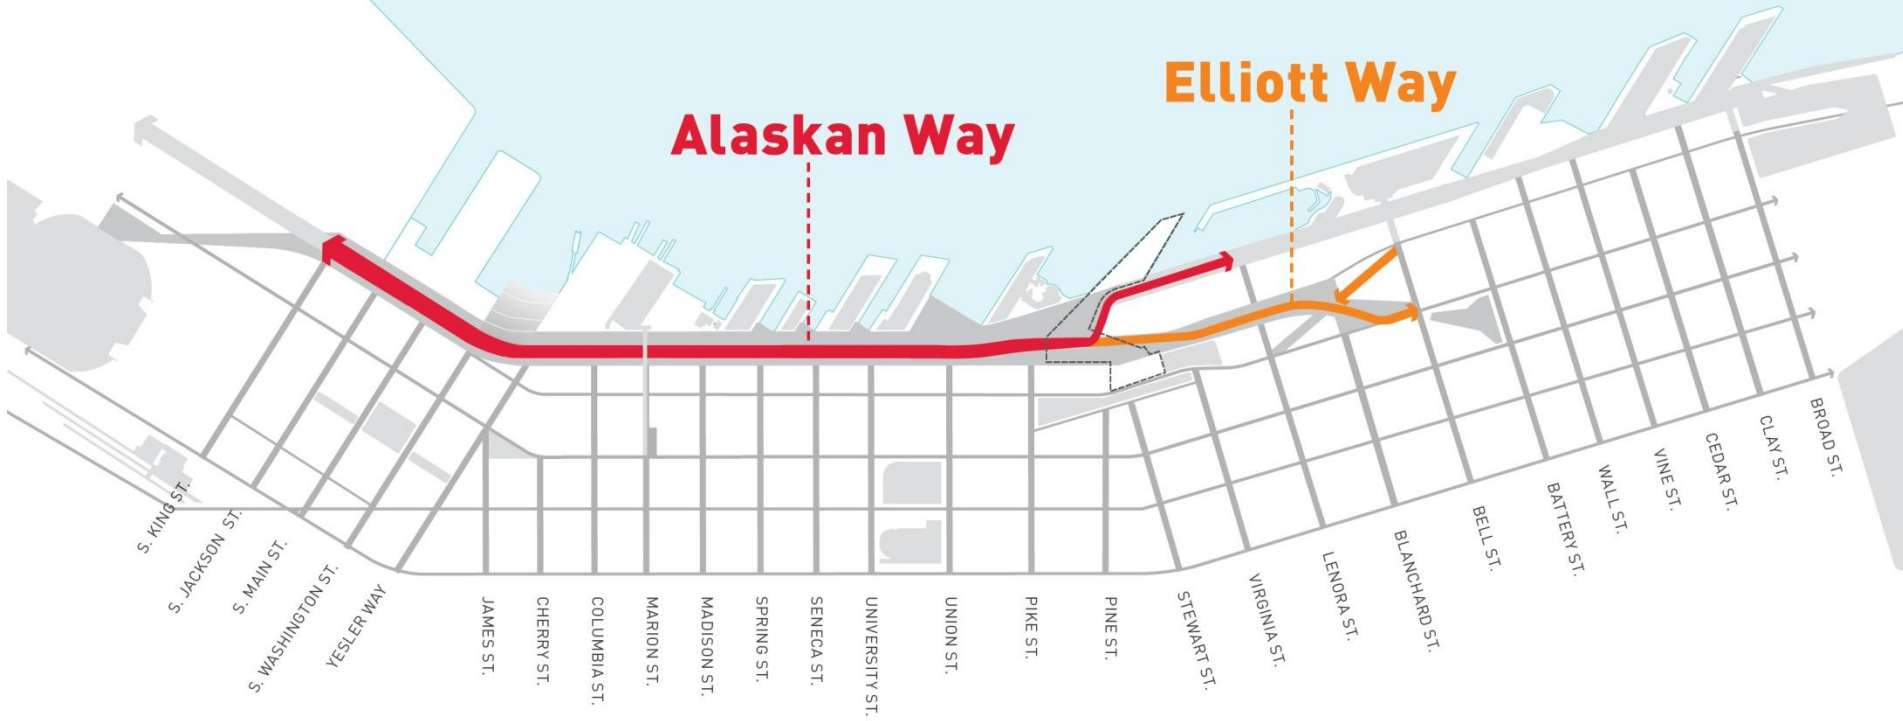 Elliott Way
Alaskan Way
S. KING ST.
S. JACKSON ST.
S. MAIN ST.
S. WASHINGTON ST.
YESLER WAY
JAMES ST.
CHERRY ST.
COLUMBIA ST.
MARION ST.
MADISON ST.
SPRING ST.
SENECA ST.
UNIVERSITY ST.
UNION ST.
PIKE ST.
PINE ST.
STEWART ST.
VIRGINIA ST.
LENORA ST.
BLANCHARD ST.
BELL ST.
BATTERY ST.
WALL ST.
VINE ST.
CEDAR ST.
CLAY ST.
BROAD ST.